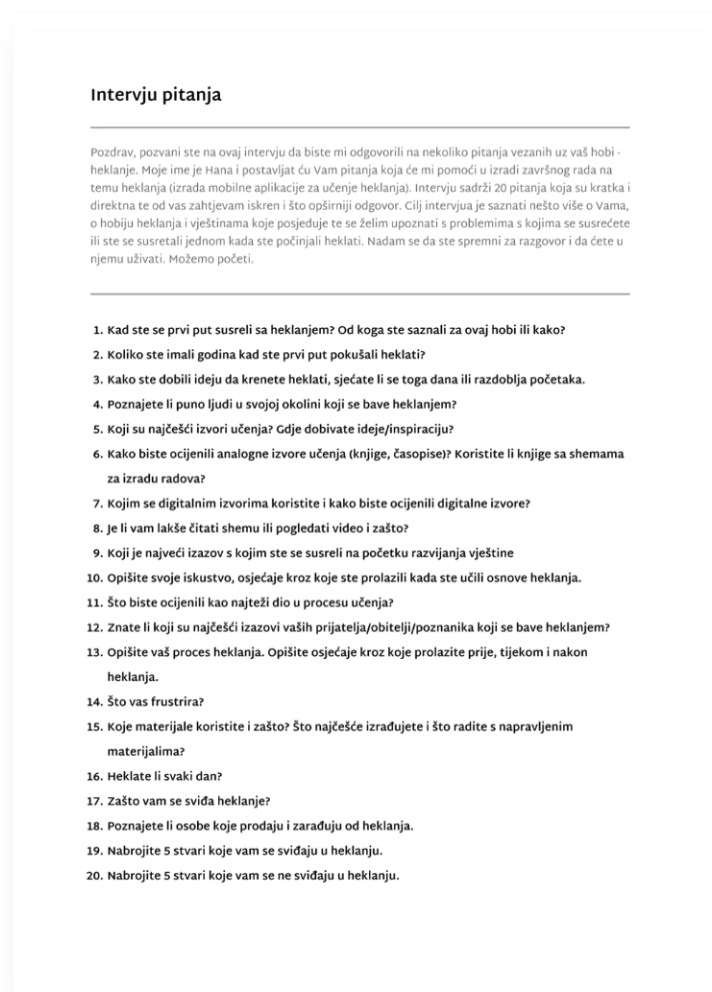 Intervju pitanja
Pozdrav, pozvani ste na ovaj intervju da biste mi odgovorili na nekoliko pitanja vezanih uz vaš hobi -
heklanje. Moje ime je Hana i postavljat ću Vam pitanja koja će mi pomoći u izradi završnog rada na
temu heklanja (izrada mobilne aplikacije za učenje heklanja). Intervju sadrži 20 pitanja koja su kratka i
direktna te od vas zahtjevam iskren i što opširniji odgovor. Cilj intervjua je saznati nešto više o Vama,
o hobiju heklanja i vještinama koje posjeduje te se želim upoznati s problemima s kojima se susrećete
ili ste se susretali jednom kada ste počinjali heklati. Nadam se da ste spremni za razgovor i da ćete u
njemu uživati. Možemo početi.
1. Kad ste se prvi put susreli sa heklanjem? Od koga ste saznali za ovaj hobi ili kako?
2. Koliko ste imali godina kad ste prvi put pokušali heklati?
3. Kako ste dobili ideju da krenete heklati, sjećate li se toga dana ili razdoblja početaka.
4. Poznajete li puno ljudi u svojoj okolini koji se bave heklanjem?
5. Koji su najčešći izvori učenja? Gdje dobivate ideje/inspiraciju?
6. Kako biste ocijenili analogne izvore učenja (knjige, časopise)? Koristite li knjige sa shemama
za izradu radova?
7. Kojim se digitalnim izvorima koristite i kako biste ocijenili digitalne izvore?
8. Je li vam lakše čitati shemu ili pogledati video i zašto?
9. Koji je najveći izazov s kojim ste se susreli na početku razvijanja vještine
10. Opišite svoje iskustvo, osjećaje kroz koje ste prolazili kada ste učili osnove heklanja.
11. Što biste ocijenili kao najteži dio u procesu učenja?
12. Znate li koji su najčešći izazovi vaših prijatelja/obitelji/poznanika koji se bave heklanjem?
13. Opišite vaš proces heklanja. Opišite osjećaje kroz koje prolazite prije, tijekom i nakon
heklanja.
14. Što vas frustrira?
15. Koje materijale koristite i zašto? Što najčešće izrađujete i što radite s napravljenim
materijalima?
16. Heklate li svaki dan?
17. Zašto vam se sviđa heklanje?
18. Poznajete li osobe koje prodaju i zarađuju od heklanja.
19. Nabrojite 5 stvari koje vam se sviđaju u heklanju.
20. Nabrojite 5 stvari koje vam se ne sviđaju u heklanju.